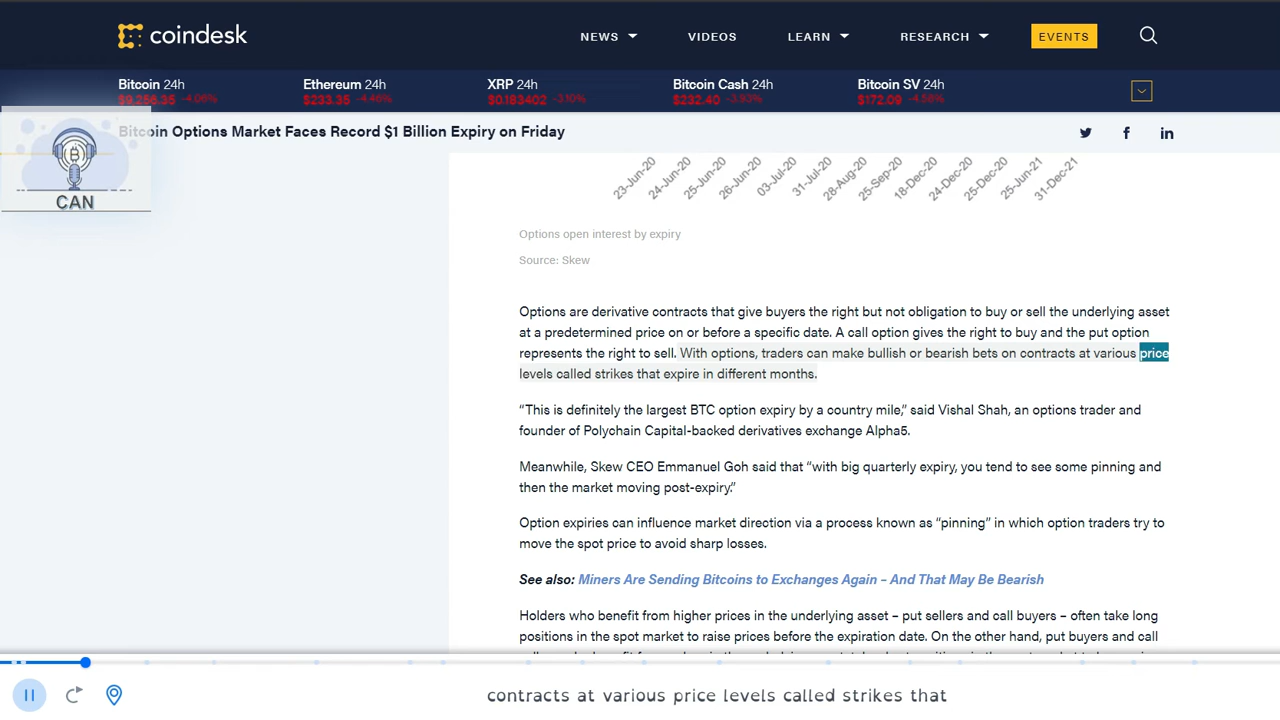 coindesk
NEWS VIDEOS LEARN RESEARCH EVENTS
Bitcoin 24h Ethereum 24h XRP 24h Bitcoin Cash 24h Bitcoin SV 24h
$9,256.35 -4.06% $233.35 -4.46% $0.183402 -3.10% $232.40 -3.93% $172.09 -4.58%
Bitcoin Options Market Faces Record $1 Billion Expiry on Friday
CAN
23-Jun-20 24-Jun-20 25-Jun-20 26-Jun-20 03-Jul-20 31-Jul-20 28-Aug-20 25-Sep-20 18-Dec-20 24-Dec-20 25-Dec-20 25-Jun-21 31-Dec-21
Options open interest by expiry
Source: Skew
Options are derivative contracts that give buyers the right but not obligation to buy or sell the underlying asset
at a predetermined price on or before a specific date. A call option gives the right to buy and the put option
represents the right to sell. With options, traders can make bullish or bearish bets on contracts at various price
levels called strikes that expire in different months.
“This is definitely the largest BTC option expiry by a country mile,” said Vishal Shah, an options trader and
founder of Polychain Capital-backed derivatives exchange Alpha5.
Meanwhile, Skew CEO Emmanuel Goh said that “with big quarterly expiry, you tend to see some pinning and
then the market moving post-expiry.”
Option expiries can influence market direction via a process known as “pinning” in which option traders try to
move the spot price to avoid sharp losses.
See also: Miners Are Sending Bitcoins to Exchanges Again – And That May Be Bearish
Holders who benefit from higher prices in the underlying asset – put sellers and call buyers – often take long
positions in the spot market to raise prices before the expiration date. On the other hand, put buyers and call
contracts at various price levels called strikes that